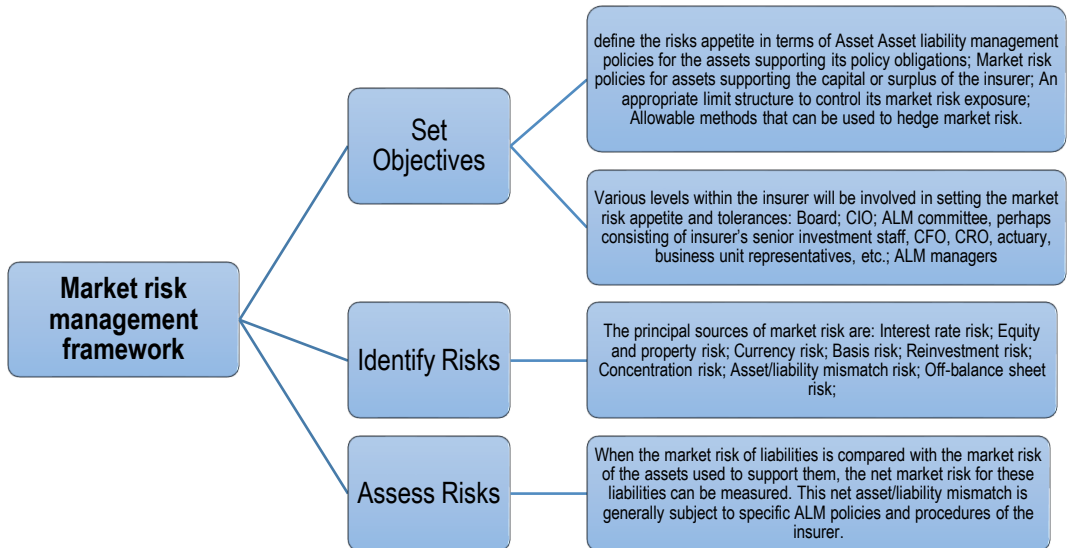 Market risk
management
framework
Set
Objectives
define the risks appetite in terms of Asset Asset liability management
policies for the assets supporting its policy obligations; Market risk
policies for assets supporting the capital or surplus of the insurer; An
appropriate limit structure to control its market risk exposure;
Allowable methods that can be used to hedge market risk.
Various levels within the insurer will be involved in setting the market
risk appetite and tolerances: Board; CIO; ALM committee, perhaps
consisting of insurer's senior investment staff, CFO, CRO, actuary,
business unit representatives, etc.; ALM managers
Identify Risks
The principal sources of market risk are: Interest rate risk; Equity
and property risk; Currency risk; Basis risk; Reinvestment risk;
Concentration risk; Asset/liability mismatch risk; Off-balance sheet
risk;
Assess Risks
When the market risk of liabilities is compared with the market risk
of the assets used to support them, the net market risk for these
liabilities can be measured. This net asset/liability mismatch is
generally subject to specific ALM policies and procedures of the
insurer.